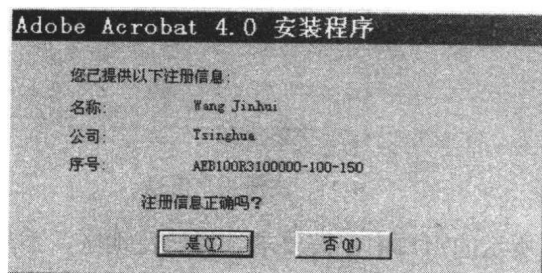 Adobe Acrobat 4.0 安装程序
您已提供以下注册信息:
名称: Wang Jinhui
公司: Tsinghua
序号: AEB100R3100000-100-150
注册信息正确吗?
是(Y) 否(N)